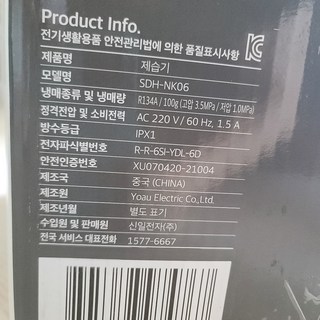 Product Info.
전기생활용품 안전관리법에 의한 품질표시사항
제품명 제습기
모델명 SDH-NK06
냉매종류 및 냉매량 R134A / 100g (고압 3.5MPa / 저압 1.0MPa)
정격전압 및 소비전력 AC 220 V / 60 Hz, 1.5 A
방수등급 IPX1
전자파식별번호 R-R-6SI-YDL-6D
안전인증번호 XU070420-21004
제조국 중국 (CHINA)
제조원 Yoau Electric Co.,Ltd.
제조년월 별도 표기
수입원 및 판매원 신일전자(주)
전국 서비스 대표전화 1577-6667